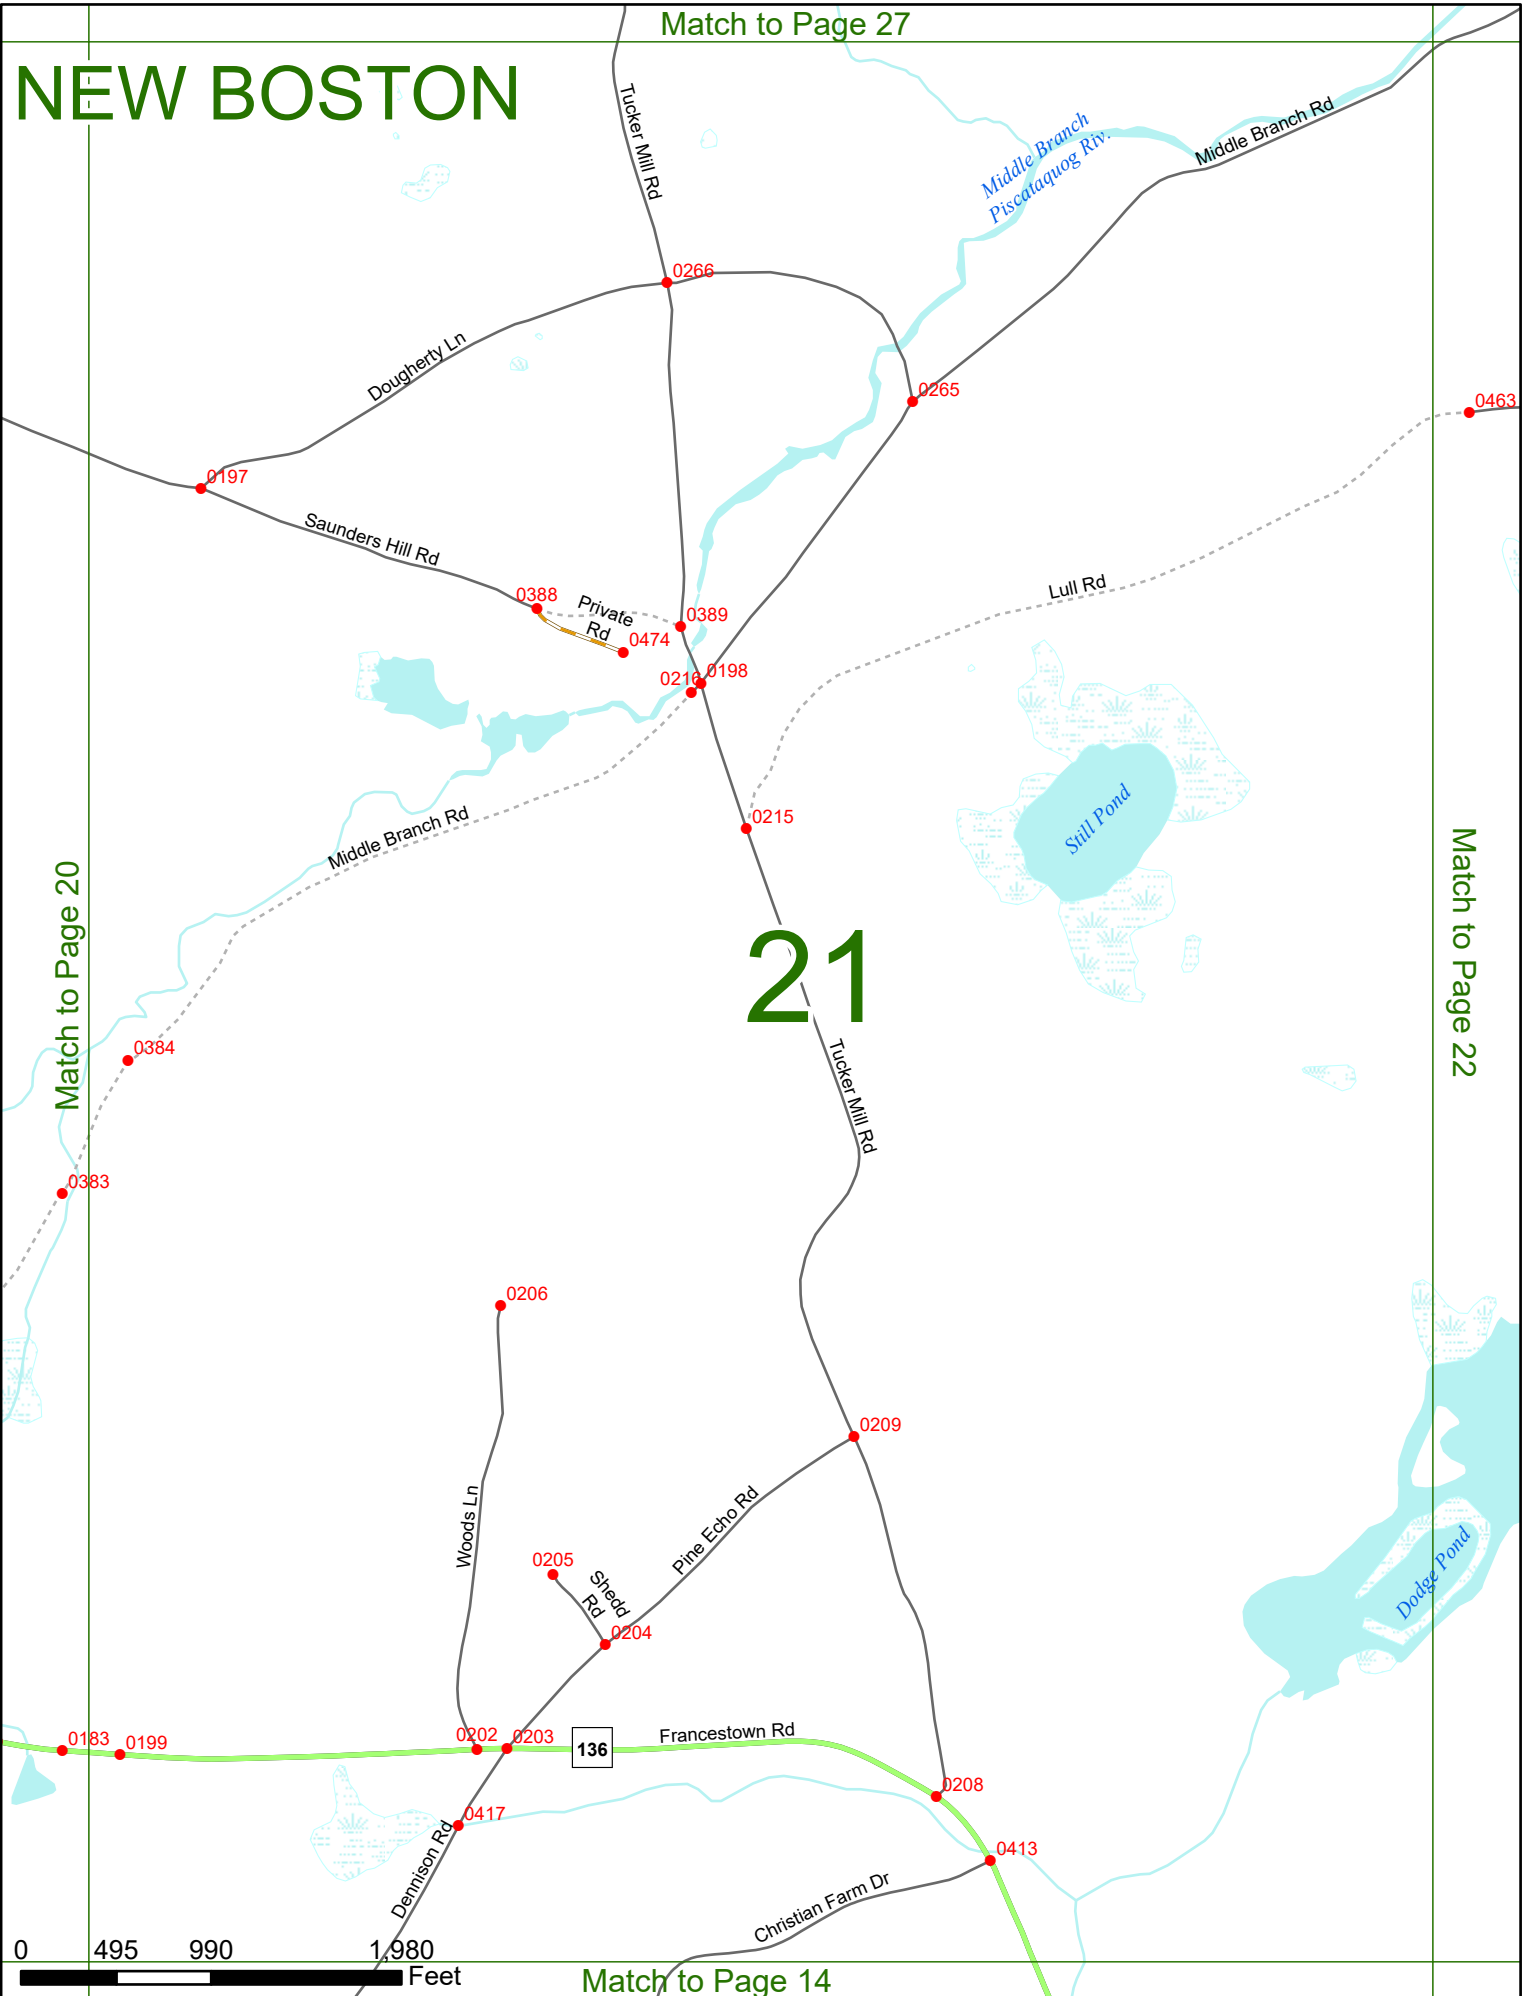 Match to Page 27
NEW BOSTON
Tucker Mill Rd
Middle Branch
Piscataquog Riv.
Middle Branch Rd
0266
Dougherty Ln
0265
0463
0197
Saunders Hill Rd
0388
Private
Rd
0389
0474
Lull Rd
0216
0198
0215
Middle Branch Rd
Still Pond
Match to Page 20
Match to Page 22
21
0384
Tucker Mill Rd
0383
0206
0209
Woods Ln
Pine Echo Rd
0205
Shedd
Rd
Dodge Pond
0204
0183
0199
0202
0203
136
Francestown Rd
0208
0417
Dennison Rd
0413
Christian Farm Dr
0 495 990 1,980
Feet
Match to Page 14